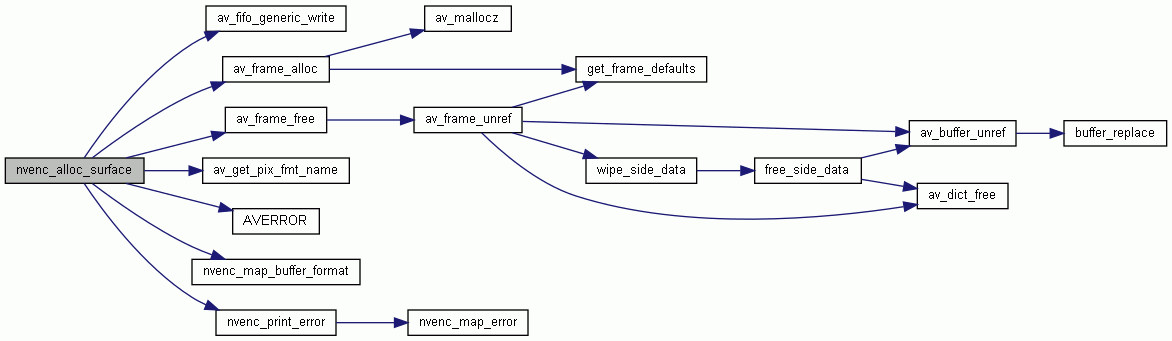 av_fifo_generic_write
av_mallocz
av_frame_alloc
get_frame_defaults
av_frame_free
av_frame_unref
av_buffer_unref
buffer_replace
nvenc_alloc_surface
av_get_pix_fmt_name
wipe_side_data
free_side_data
av_dict_free
AVERROR
nvenc_map_buffer_format
nvenc_print_error
nvenc_map_error